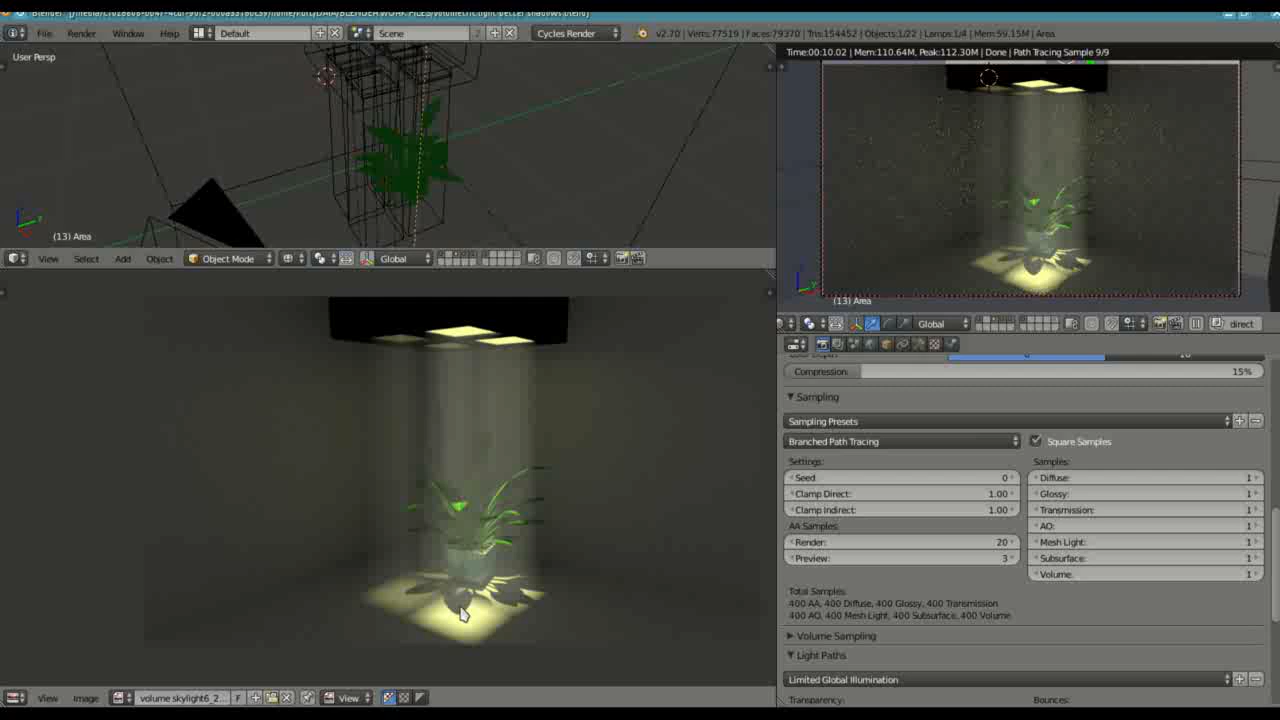 File Render Window Help Default Scene 2 Cycles Render v2.70 | Verts:77519 | Faces:79370 | Tris:154452 | Objects:1/22 | Lamps:1/4 | Mem:59.15M | Area
User Persp
(13) Area
View Select Add Object Object Mode Global
Time:00:10.02 | Mem:110.64M, Peak:112.30M | Done | Path Tracing Sample 9/9
(13) Area
Global direct
Compression: 15%
Sampling
Sampling Presets
Branched Path Tracing Square Samples
Settings: Samples:
Seed: 0 Diffuse: 1
Clamp Direct: 1.00 Glossy: 1
Clamp Indirect: 1.00 Transmission: 1
AA Samples: AO: 1
Render: 20 Mesh Light: 1
Preview: 3 Subsurface: 1
Volume: 1
Total Samples:
400 AA, 400 Diffuse, 400 Glossy, 400 Transmission
400 AO, 400 Mesh Light, 400 Subsurface, 400 Volume
Volume Sampling
Light Paths
Limited Global Illumination
Transparency: Bounces:
View Image volume skylight6_2... F View